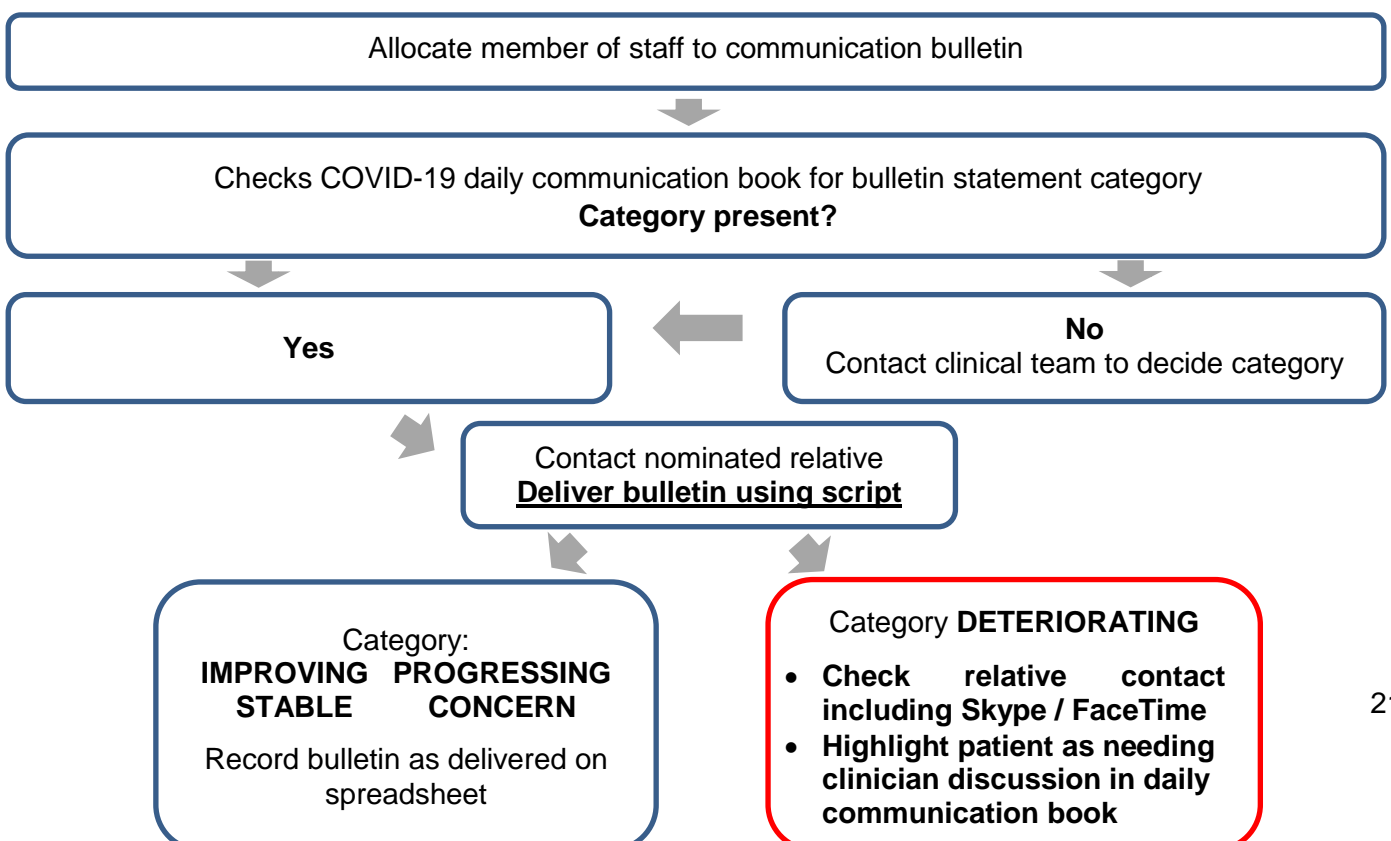 Allocate member of staff to communication bulletin
Checks COVID-19 daily communication book for bulletin statement category
Category present?
Yes
No
Contact clinical team to decide category
Contact nominated relative
Deliver bulletin using script
Category:
IMPROVING PROGRESSING
STABLE CONCERN
Record bulletin as delivered on
spreadsheet
Category DETERIORATING
• Check relative contact
including Skype / FaceTime
• Highlight patient as needing
clinician discussion in daily
communication book